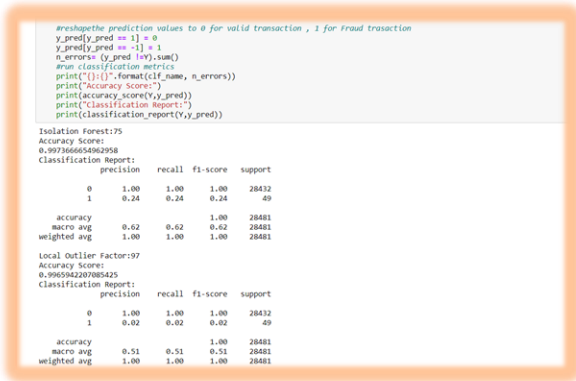 #reshapethe prediction values to 0 for valid transaction , 1 for Fraud trasaction
y_pred[y_pred == 1] = 0
y_pred[y_pred == -1] = 1
n_errors= (y_pred !=Y).sum()
#run classification metrics
print("{}:{}".format(clf_name, n_errors))
print("Accuracy Score:")
print(accuracy_score(Y,y_pred))
print("Classification Report:")
print(classification_report(Y,y_pred))
Isolation Forest:75
Accuracy Score:
0.9973666654962958
Classification Report:
precision recall f1-score support
0 1.00 1.00 1.00 28432
1 0.24 0.24 0.24 49
accuracy 1.00 28481
macro avg 0.62 0.62 0.62 28481
weighted avg 1.00 1.00 1.00 28481
Local Outlier Factor:97
Accuracy Score:
0.9965942207085425
Classification Report:
precision recall f1-score support
0 1.00 1.00 1.00 28432
1 0.02 0.02 0.02 49
accuracy 1.00 28481
macro avg 0.51 0.51 0.51 28481
weighted avg 1.00 1.00 1.00 28481